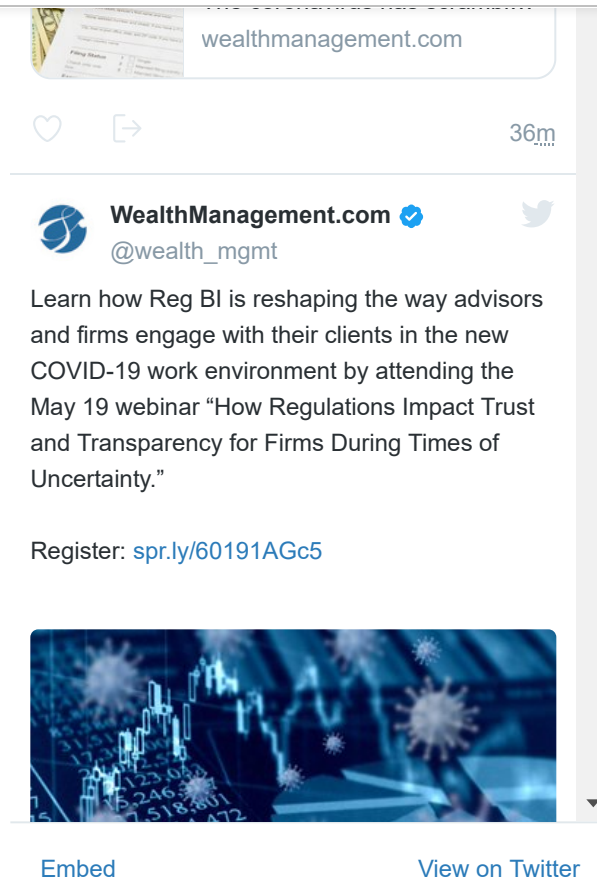 wealthmanagement.com
Filing Status
36m
WealthManagement.com
@wealth_mgmt
Learn how Reg BI is reshaping the way advisors
and firms engage with their clients in the new
COVID-19 work environment by attending the
May 19 webinar “How Regulations Impact Trust
and Transparency for Firms During Times of
Uncertainty.”
Register: spr.ly/60191AGc5
Embed
View on Twitter